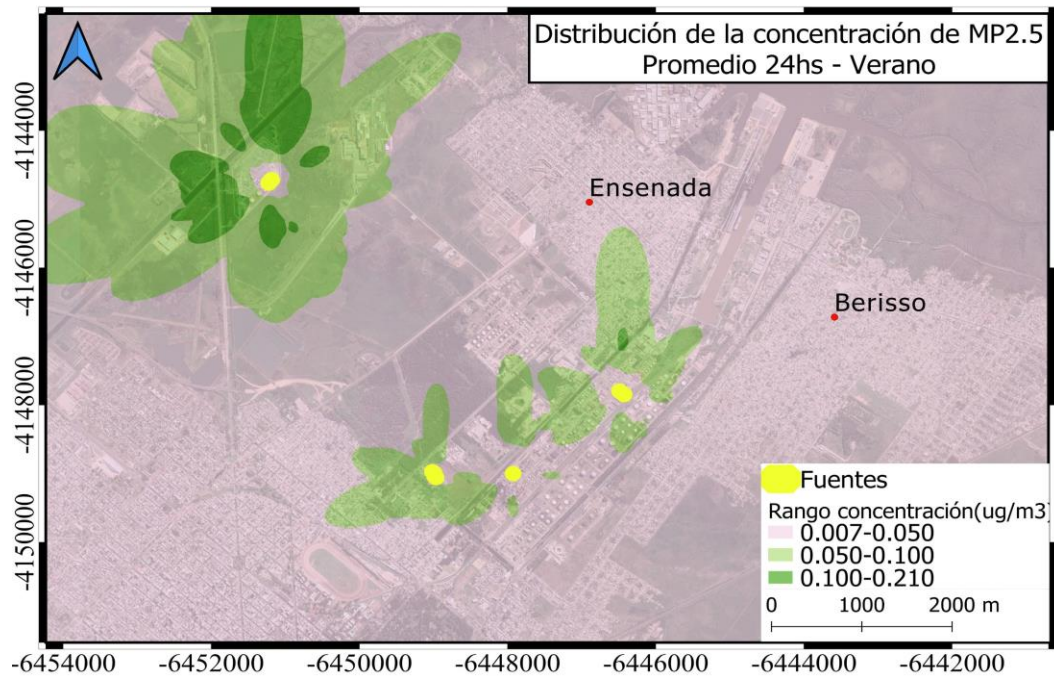 Distribución de la concentración de MP2.5
Promedio 24hs - Verano
-4144000
Ensenada
-4146000
Berisso
-4148000
Fuentes
Rango concentración(ug/m3)
0.007-0.050
-4150000
0.050-0.100
0.100-0.210
0 1000 2000 m
-6454000 -6452000 -6450000 -6448000 -6446000 -6444000 -6442000